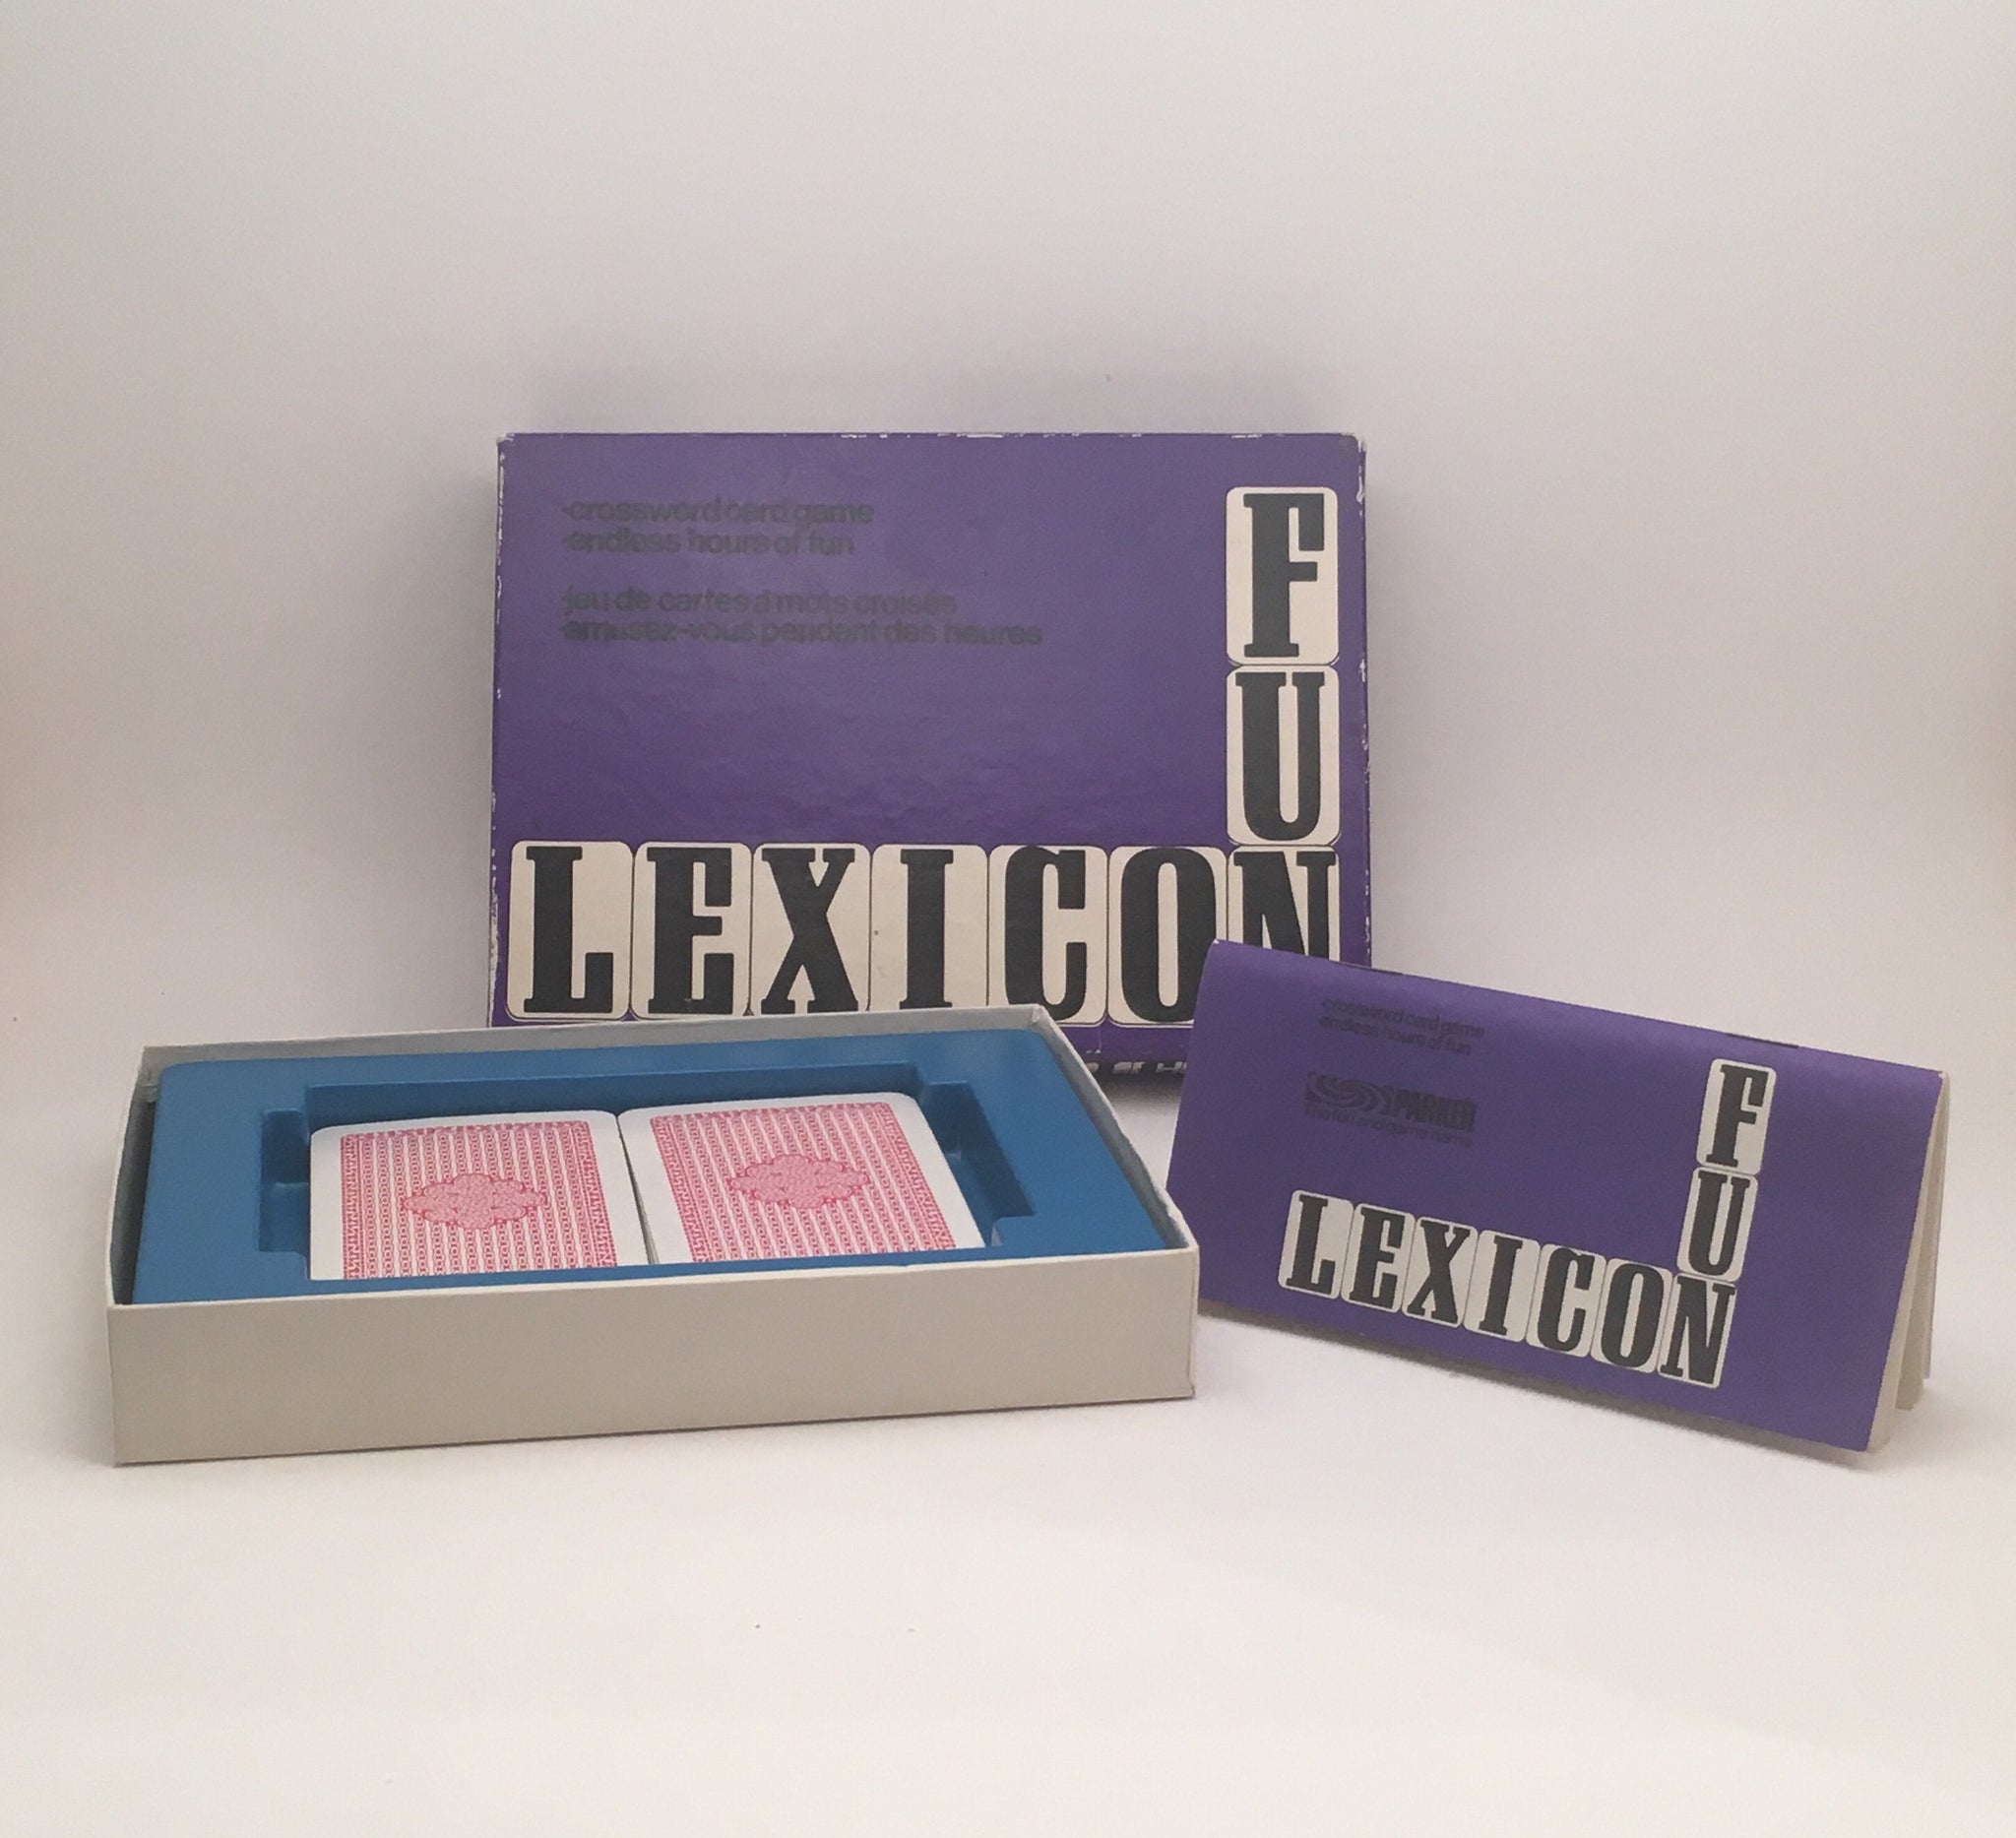 crossword card game
endless hours of fun
jeu de cartes à mots croisés
amusez-vous pendant des heures
FUN
LEXICON
crossword card game
endless hours of fun
PARKER
FUN
LEXICON